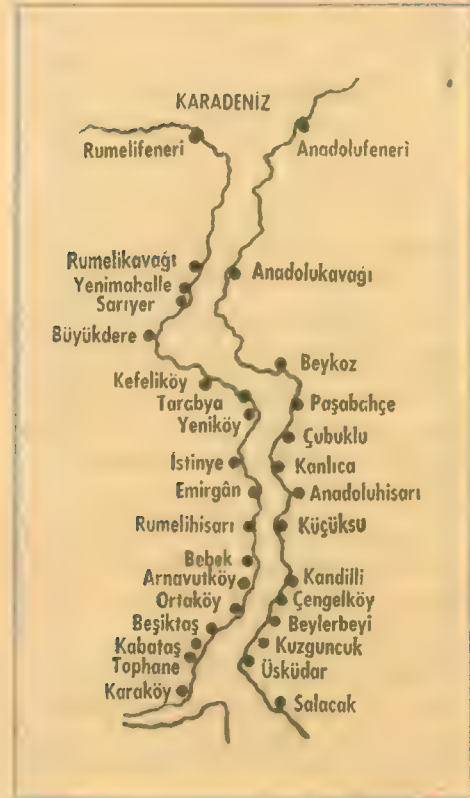 KARADENİZ
Rumelifeneri
Anadolufeneri
Rumelikavağı
Anadolukavağı
Yenimahalle
Sarıyer
Büyükdere
Beykoz
Kefeliköy
Tarabya
Paşabahçe
Yeniköy
Çubuklu
İstinye
Kanlıca
Emirgân
Anadoluhisarı
Rumelihisarı
Küçüksu
Bebek
Arnavutköy
Kandilli
Ortaköy
Çengelköy
Beşiktaş
Beylerbeyi
Kabataş
Kuzguncuk
Tophane
Üsküdar
Karaköy
Salacak